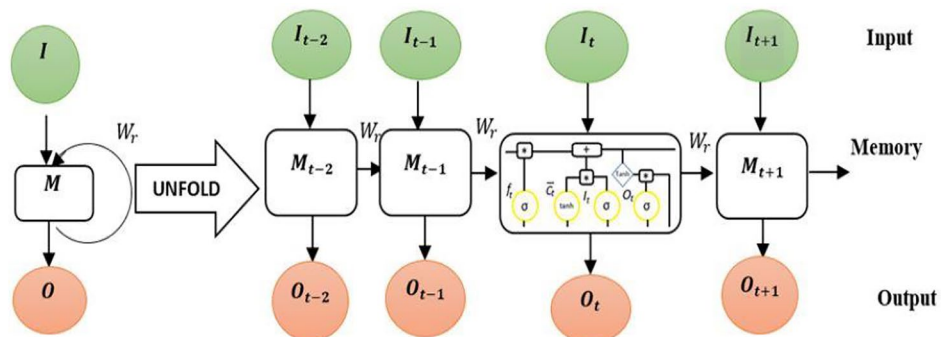 I
W_r
M
O
UNFOLD
I_{t-2} I_{t-1} I_t I_{t+1} Input
W_r W_r W_r
M_{t-2} M_{t-1} M_{t+1} Memory
* +
* Tanh *
f_t C̅_t I_t O_t
σ tanh σ σ
O_{t-2} O_{t-1} O_t O_{t+1} Output